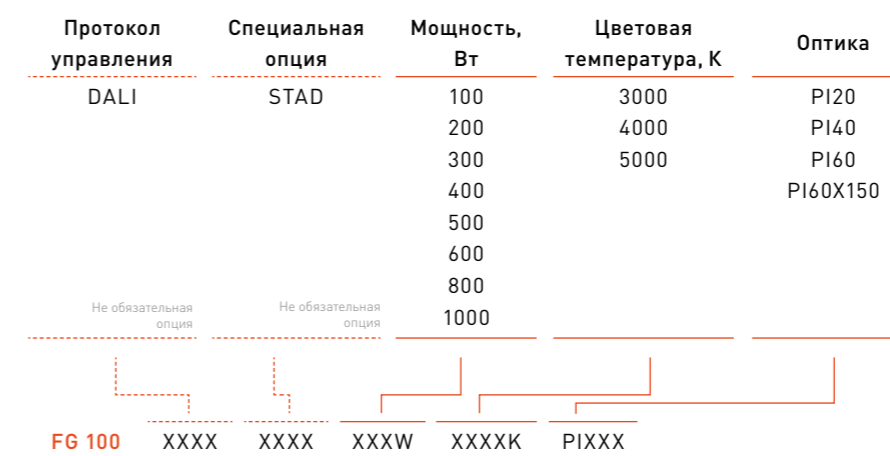 Протокол управления
Специальная опция
Мощность, Вт
Цветовая температура, К
Оптика
DALI STAD 100 3000 PI20
200 4000 PI40
300 5000 PI60
400 PI60X150
500
600
800
Не обязательная опция
Не обязательная опция
1000
FG 100 XXXX XXXX XXXW XXXXK PIXXX